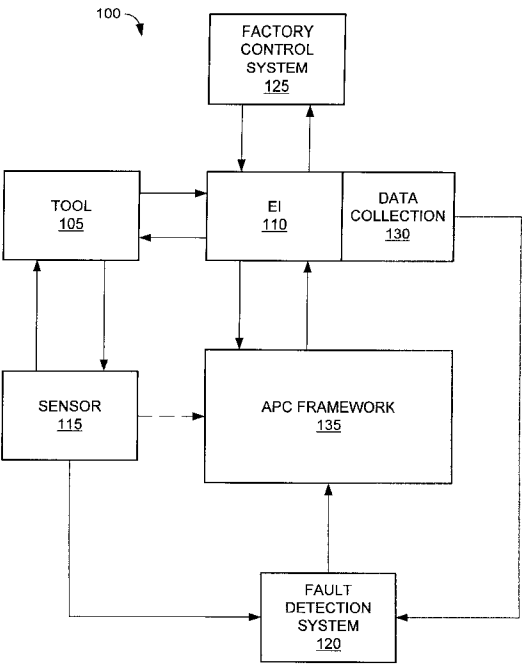 100
FACTORY
CONTROL
SYSTEM
125
TOOL
105
EI
110
DATA
COLLECTION
130
SENSOR
115
APC FRAMEWORK
135
FAULT
DETECTION
SYSTEM
120